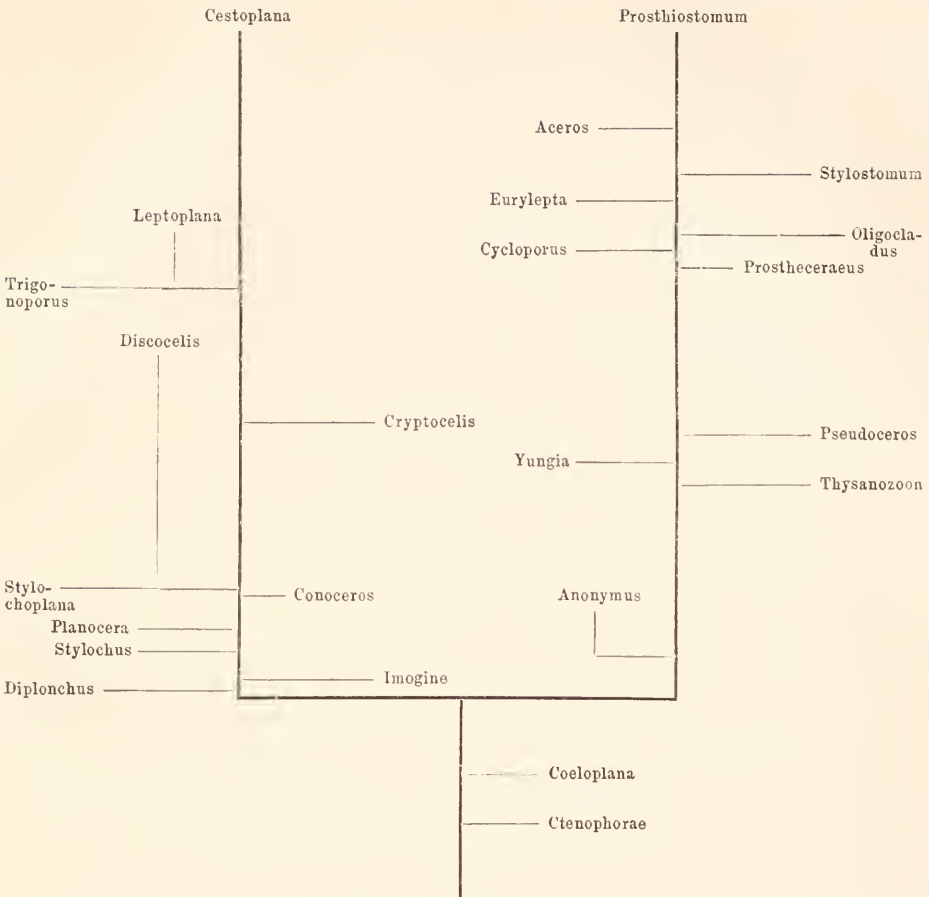 Cestoplana
Prosthiostomum
Aceros
Stylostomum
Eurylepta
Leptoplana
Oligocla-
dus
Cycloporus
Prostheceraeus
Trigo-
noporus
Discocelis
Cryptocelis
Pseudoceros
Yungia
Thysanozoon
Stylo-
choplana
Conoceros
Anonymus
Planocera
Stylochus
Imogine
Diplonchus
Coeloplana
Ctenophorae